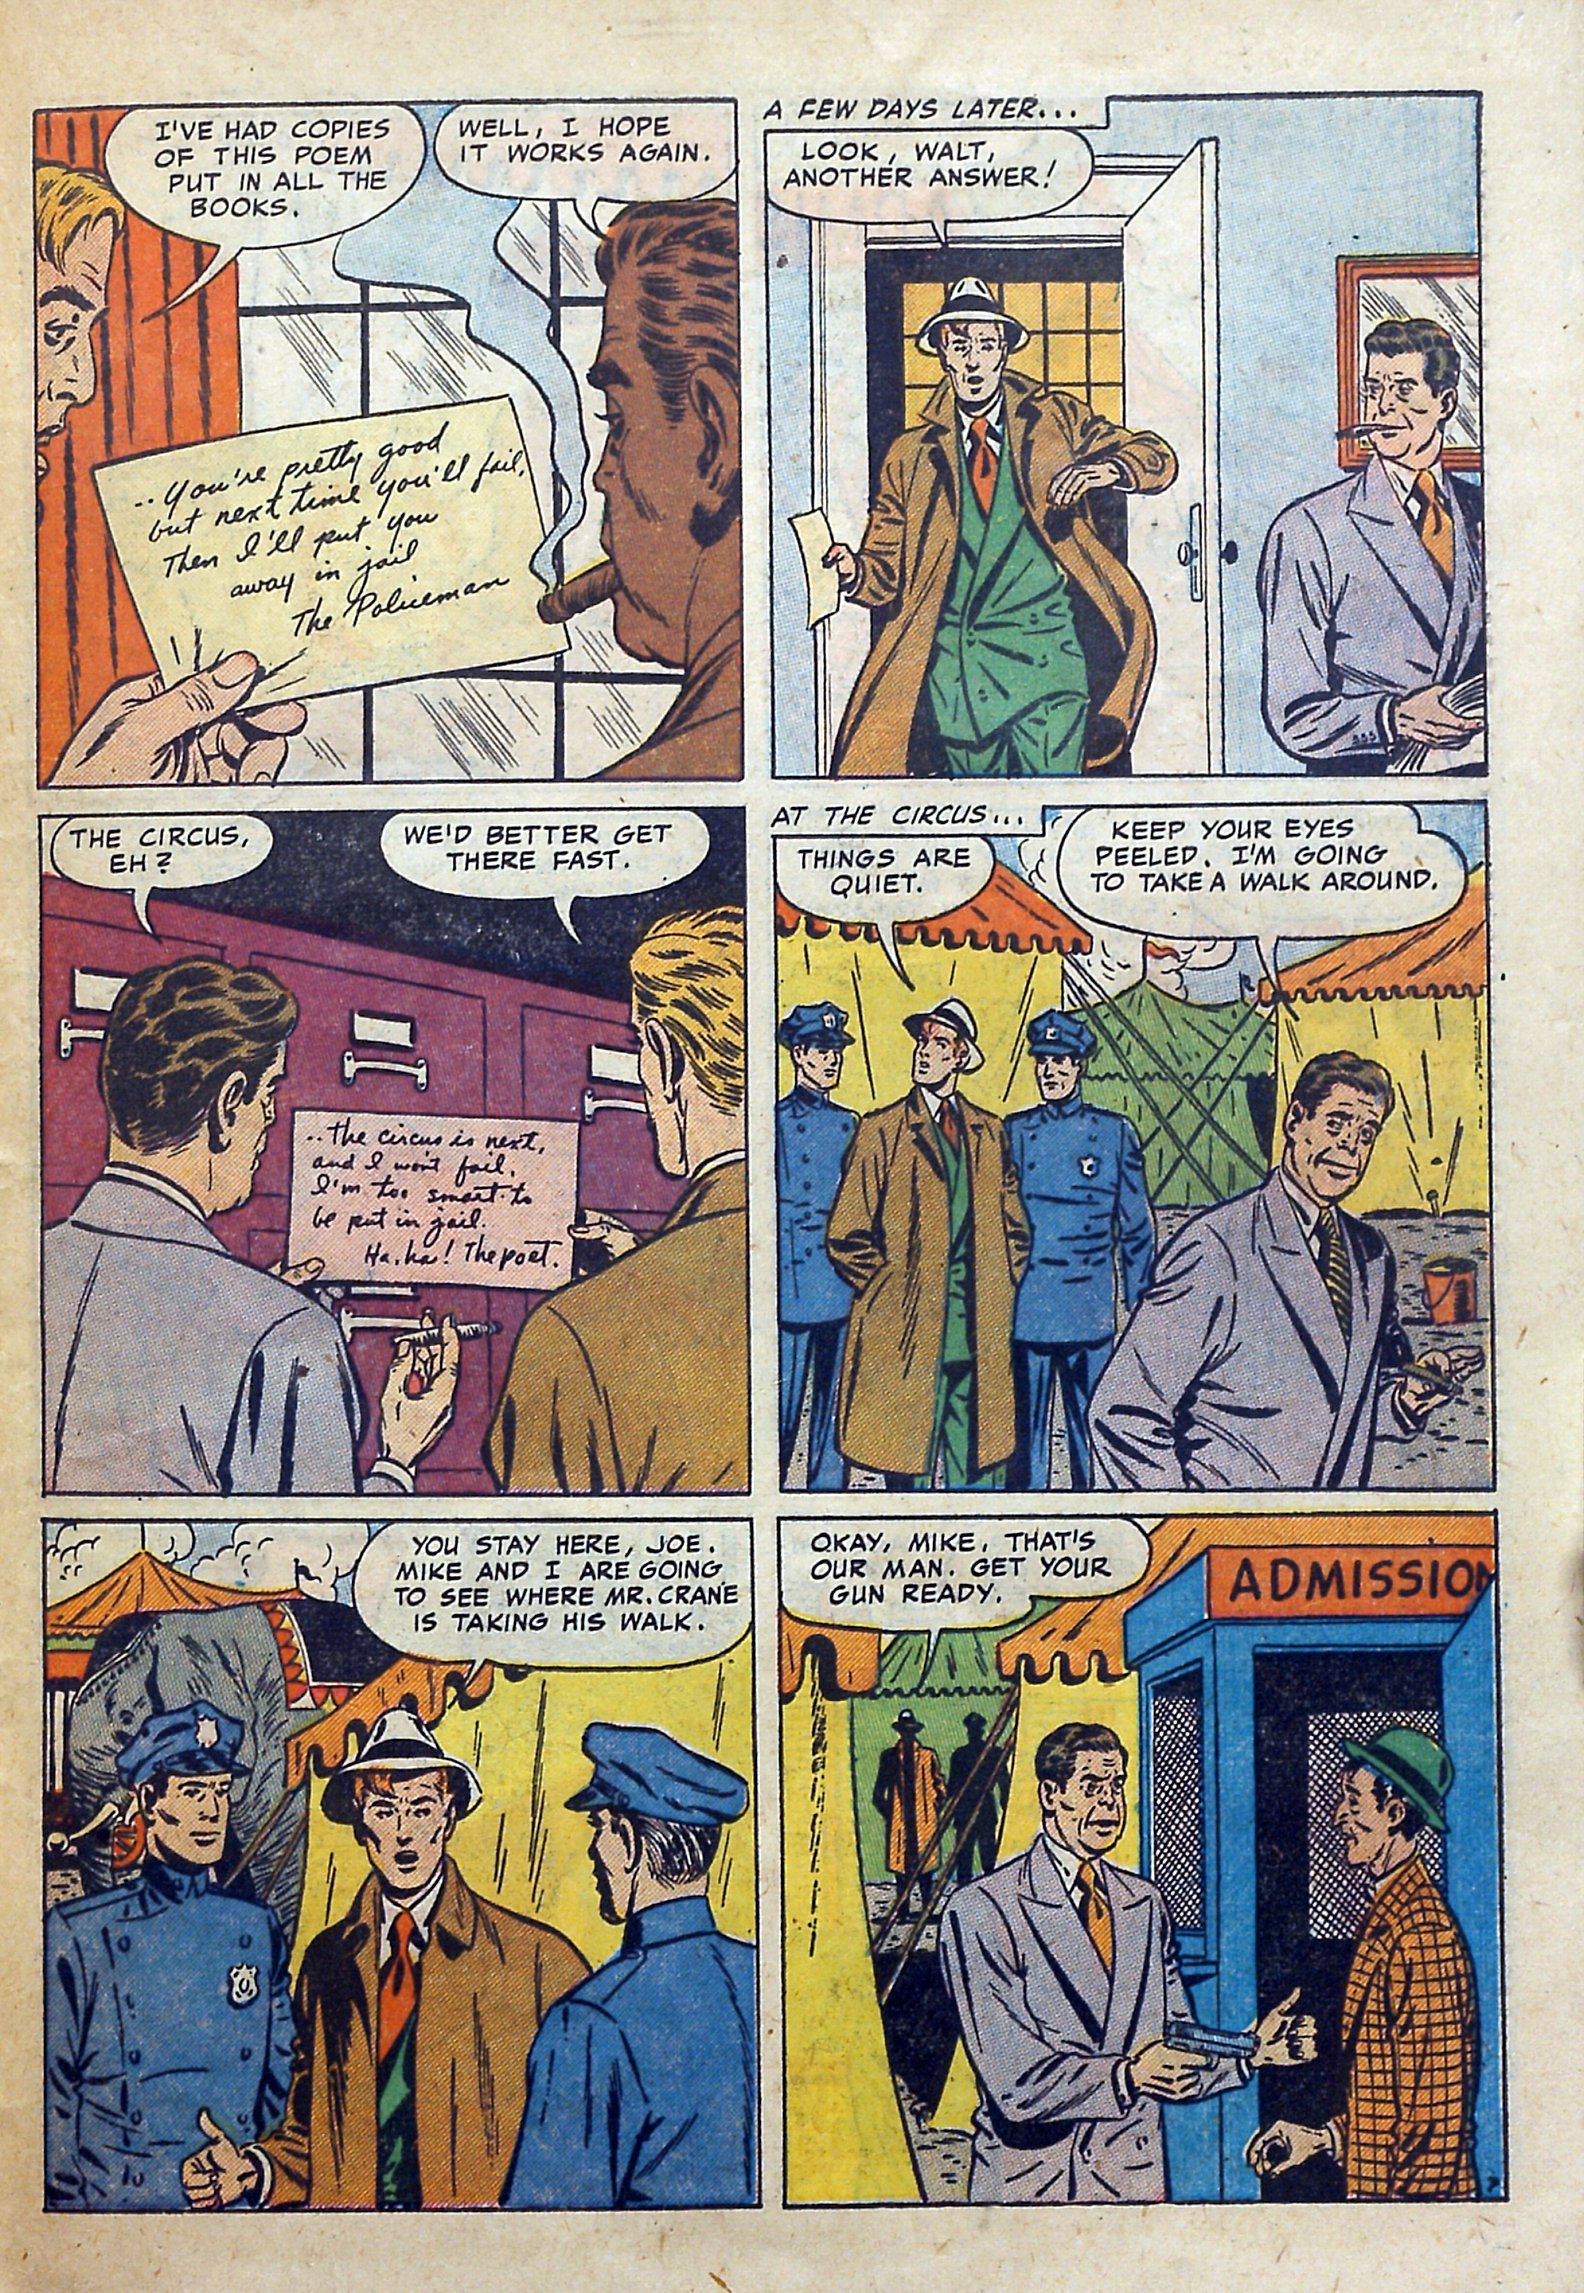 I'VE HAD COPIES
OF THIS POEM
PUT IN ALL THE
BOOKS.
WELL, I HOPE
IT WORKS AGAIN.
..You're pretty good
but next time you'll fail,
Then I'll put you
away in jail
The Policeman
A FEW DAYS LATER...
LOOK, WALT,
ANOTHER ANSWER!
THE CIRCUS,
EH?
WE'D BETTER GET
THERE FAST.
..The circus is next,
and I won't fail.
I'm too smart to
be put in jail.
Ha.ha! The poet.
AT THE CIRCUS...
THINGS ARE
QUIET.
KEEP YOUR EYES
PEELED. I'M GOING
TO TAKE A WALK AROUND.
YOU STAY HERE, JOE.
MIKE AND I ARE GOING
TO SEE WHERE MR. CRANE
IS TAKING HIS WALK.
OKAY, MIKE, THAT'S
OUR MAN. GET YOUR
GUN READY.
ADMISSION
7